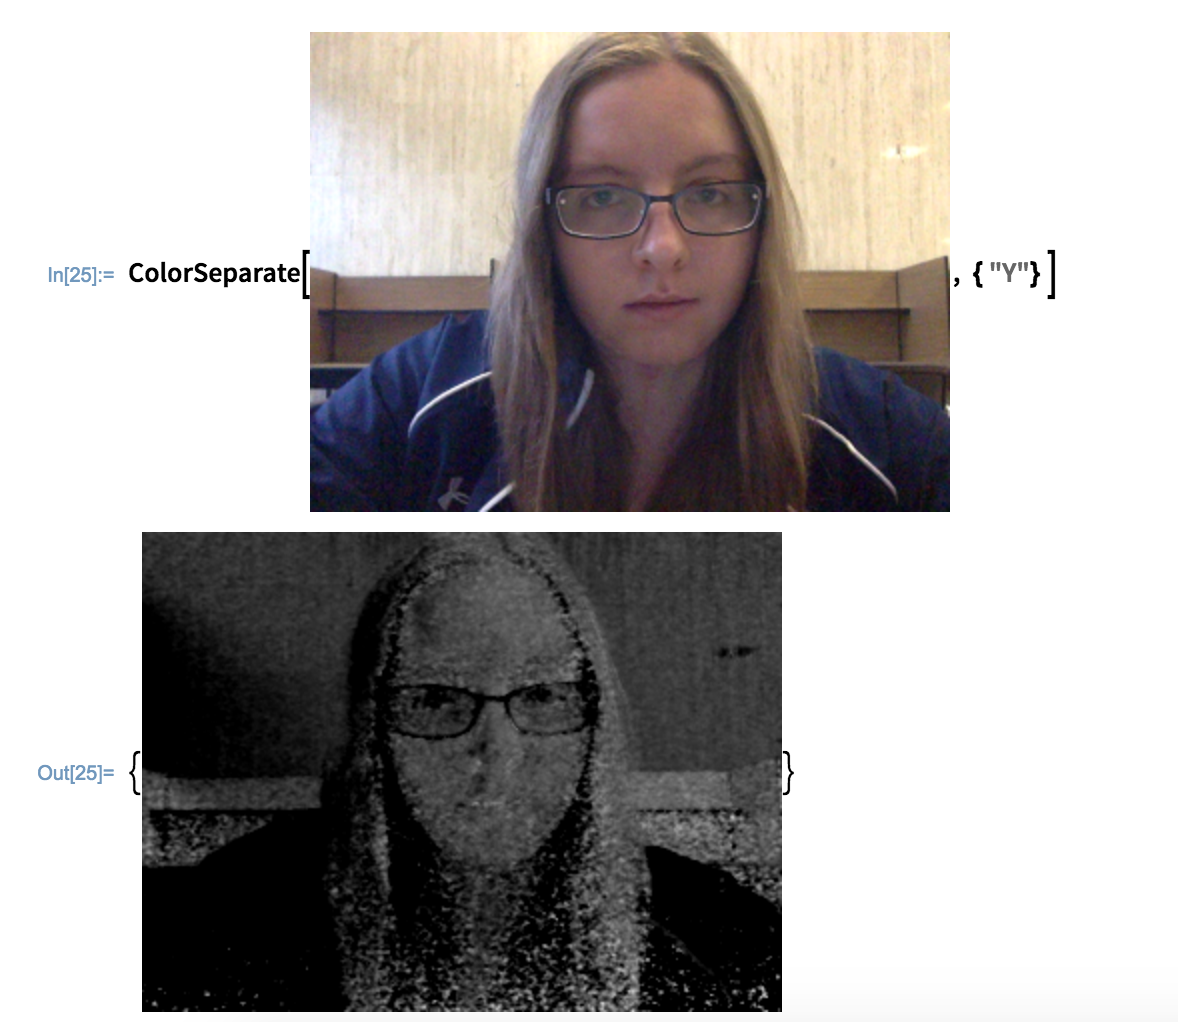 In[25]:= ColorSeparate[ , { "Y"} ]
Out[25]= { }